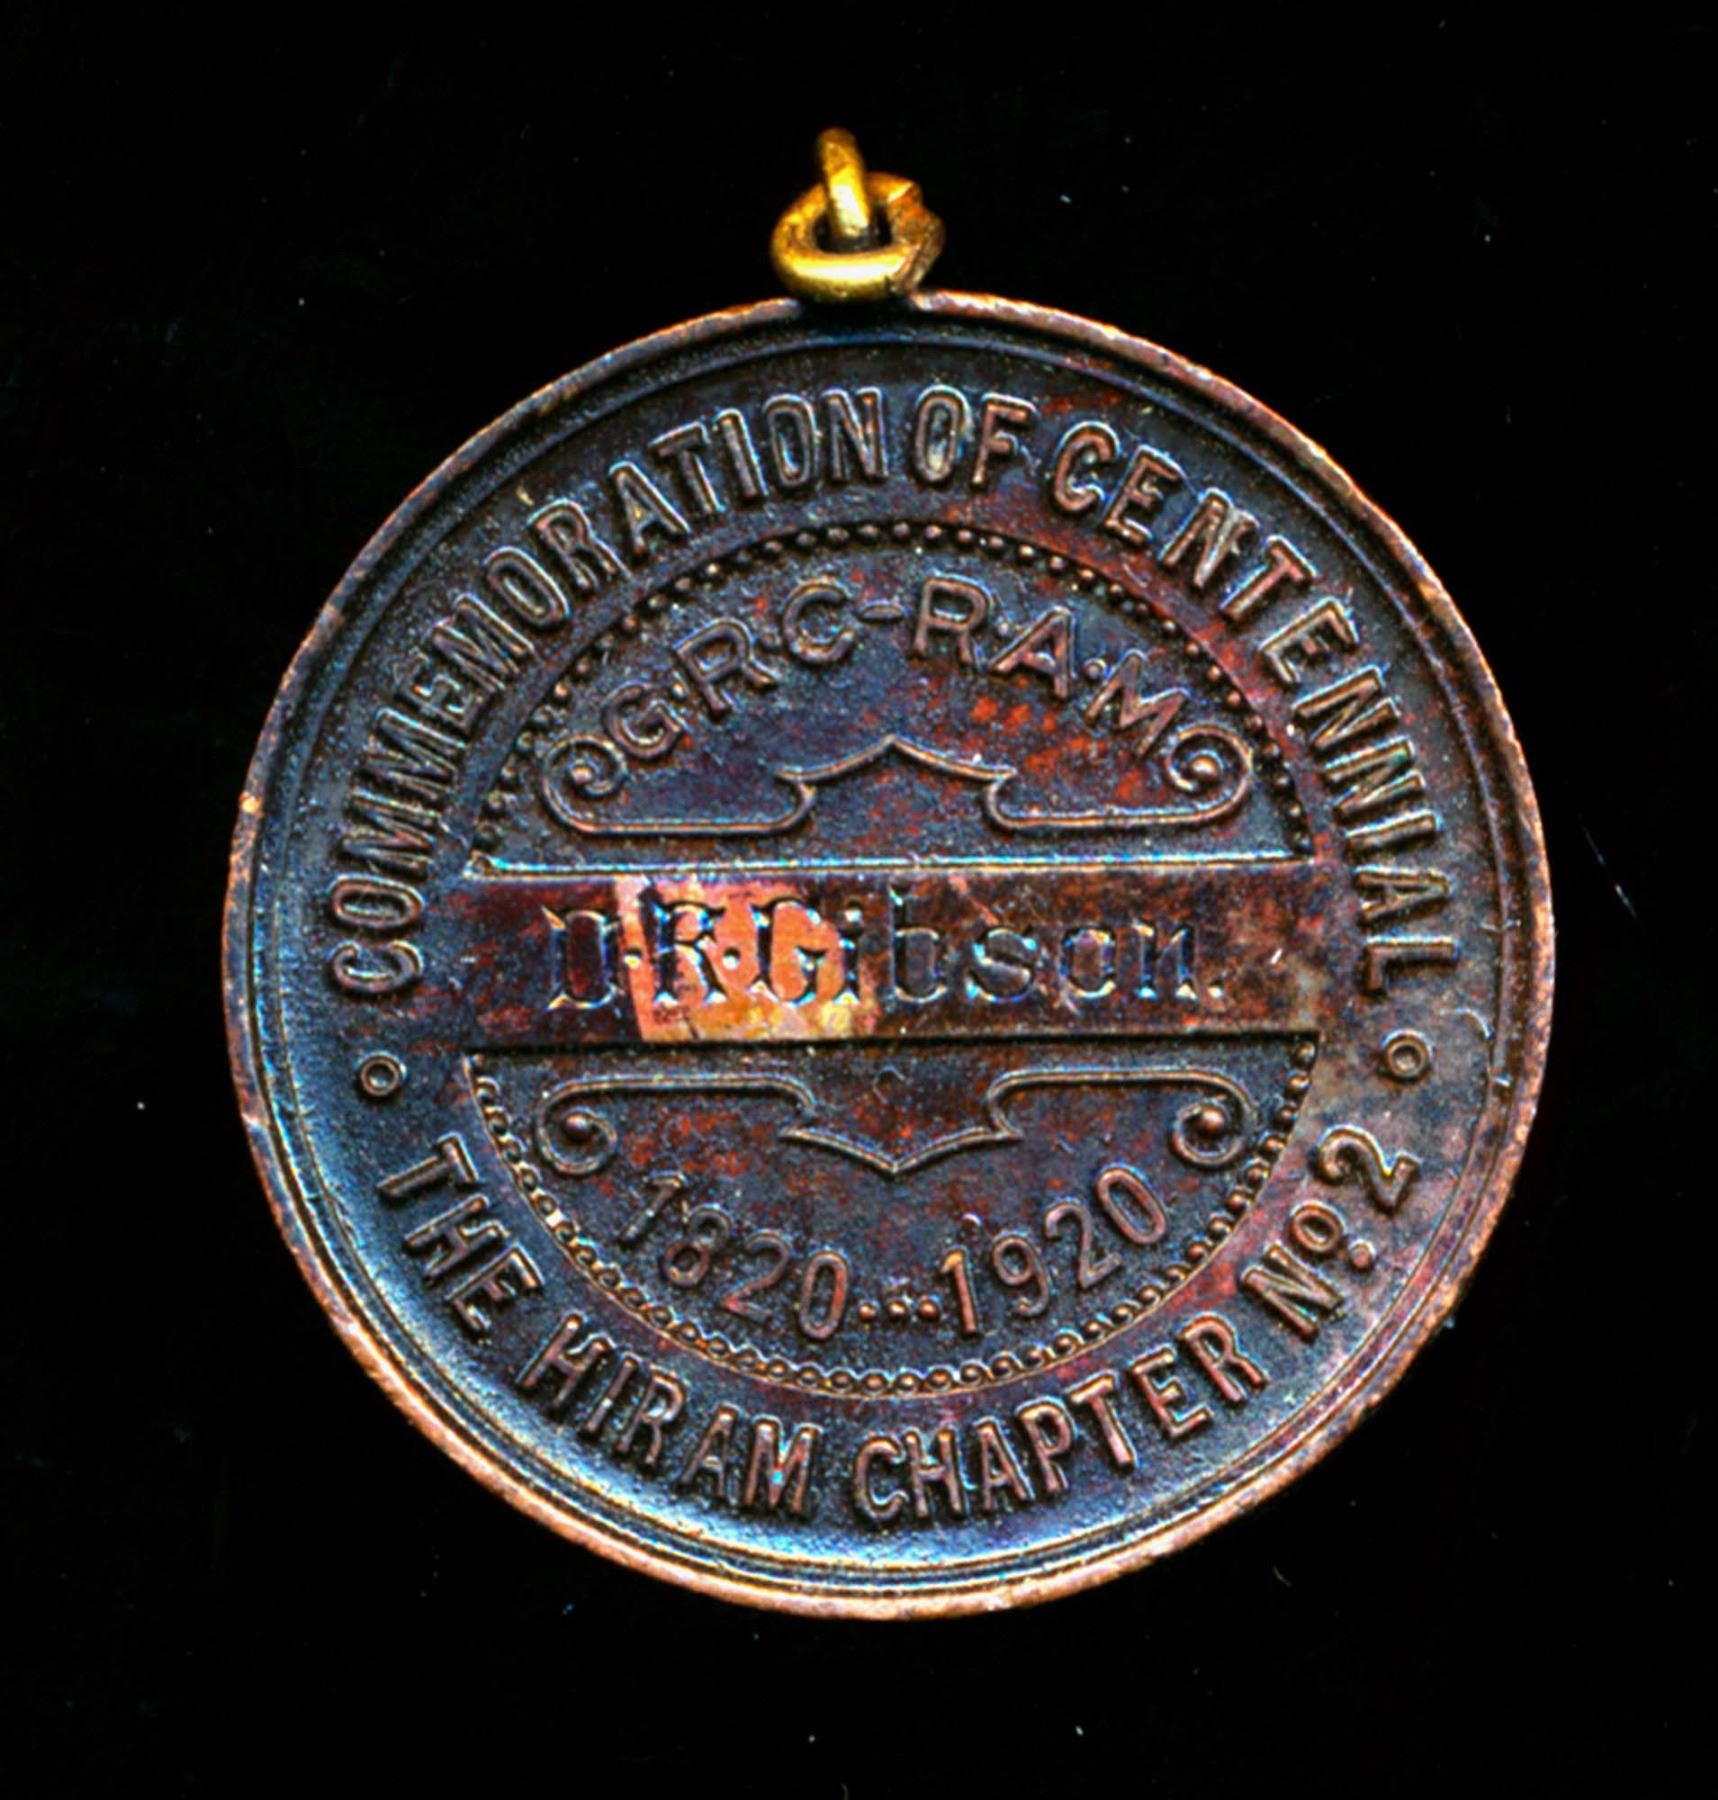 COMMEMORATION OF CENTENNIAL
G·R·C-R·A·M
D.R.Gibson.
1820...1920
THE HIRAM CHAPTER No. 2